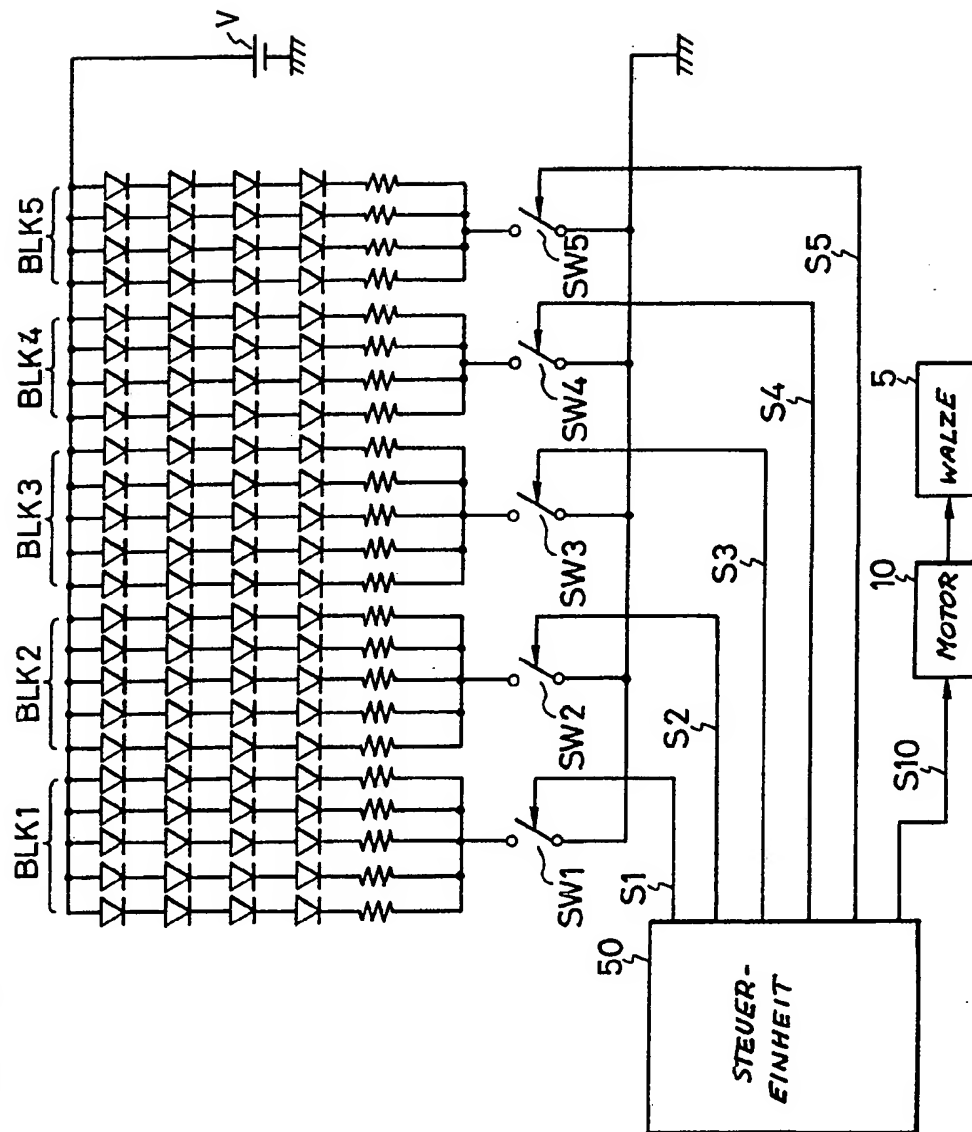 V
BLK1
BLK2
BLK3
BLK4
BLK5
SW1
SW2
SW3
SW4
SW5
S1
S2
S3
S4
S5
S10
50
STEUER-
EINHEIT
10
MOTOR
5
WALZE